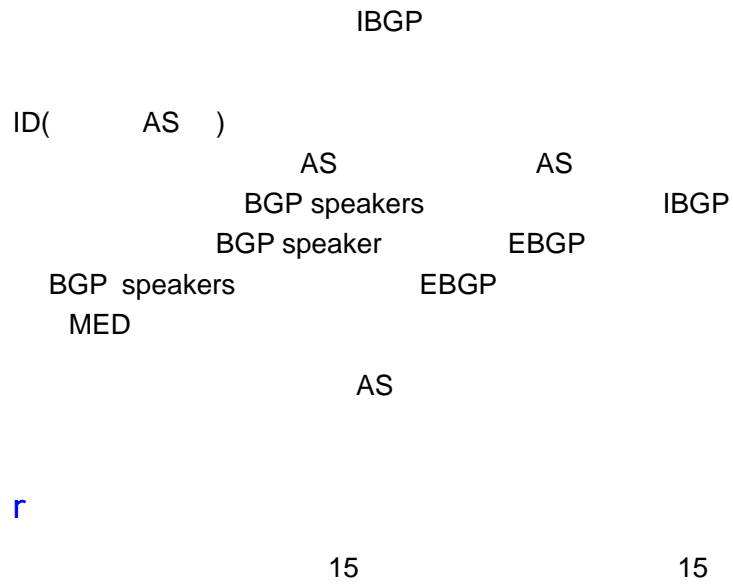 IBGP
ID( AS )
AS AS
BGP speakers IBGP
BGP speaker EBGP
BGP speakers EBGP
MED
AS
r
15 15